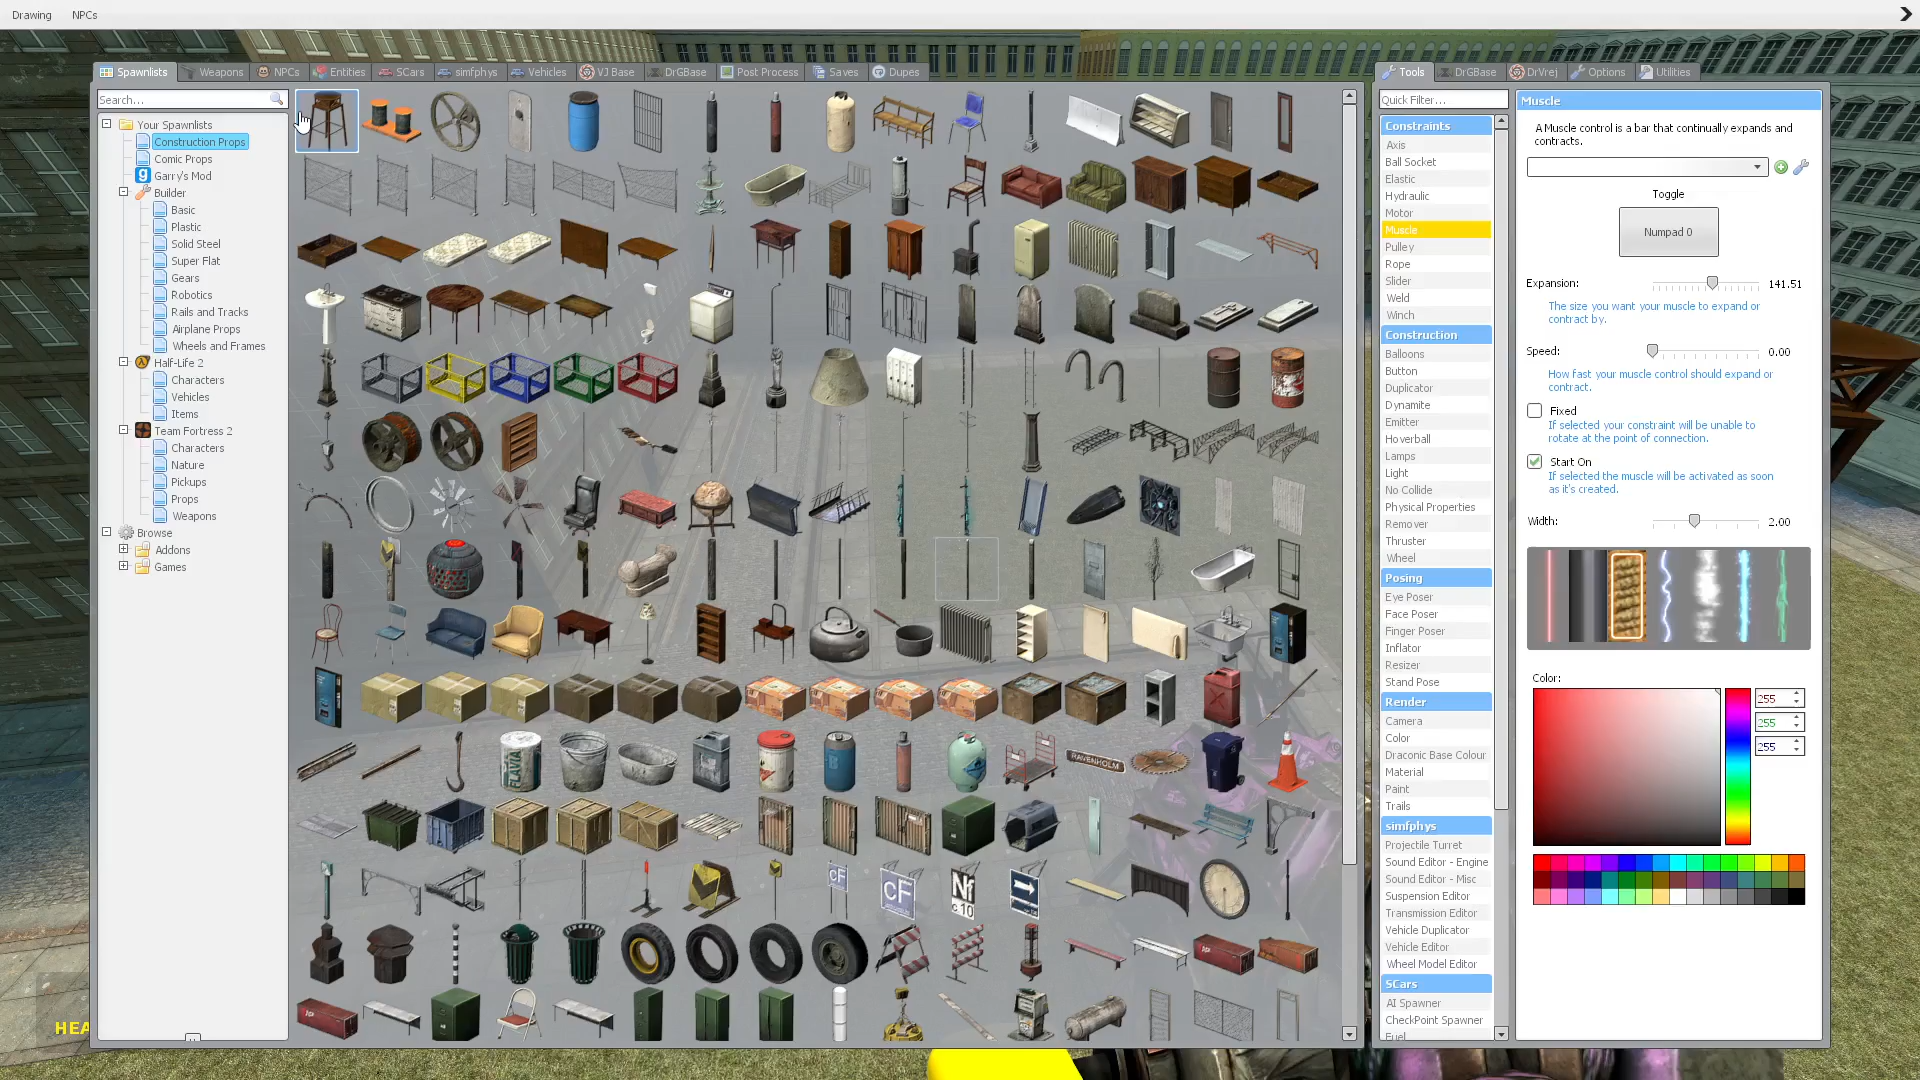 Drawing NPCs
Spawnlists Weapons NPCs Entities SCars simfphys Vehicles VJ Base DrGBase Post Process Saves Dupes
Search...
Your Spawnlists
Construction Props
Comic Props
Garry's Mod
Builder
Basic
Plastic
Solid Steel
Super Flat
Gears
Robotics
Rails and Tracks
Airplane Props
Wheels and Frames
Half-Life 2
Characters
Vehicles
Items
Team Fortress 2
Characters
Nature
Pickups
Props
Weapons
Browse
Addons
Games
RAVENHOLM
cF
cF
Nf
c 10
HEA
Tools DrGBase DrVrej Options Utilities
Quick Filter...
Constraints
Axis
Ball Socket
Elastic
Hydraulic
Motor
Muscle
Pulley
Rope
Slider
Weld
Winch
Construction
Balloons
Button
Duplicator
Dynamite
Emitter
Hoverball
Lamps
Light
No Collide
Physical Properties
Remover
Thruster
Wheel
Posing
Eye Poser
Face Poser
Finger Poser
Inflator
Resizer
Stand Poser
Render
Camera
Color
Draconic Base Colour
Material
Paint
Trails
simfphys
Projectile Turret
Sound Editor - Engine
Sound Editor - Misc
Suspension Editor
Transmission Editor
Vehicle Duplicator
Vehicle Editor
Wheel Model Editor
SCars
AI Spawner
CheckPoint Spawner
Fuel
Muscle
A Muscle control is a bar that continually expands and
contracts.
Toggle
Numpad 0
Expansion: 141.51
The size you want your muscle to expand or
contract by.
Speed: 0.00
How fast your muscle control should expand or
contract.
Fixed
If selected your constraint will be unable to
rotate at the point of connection.
Start On
If selected the muscle will be activated as soon
as it's created.
Width: 2.00
Color:
255
255
255